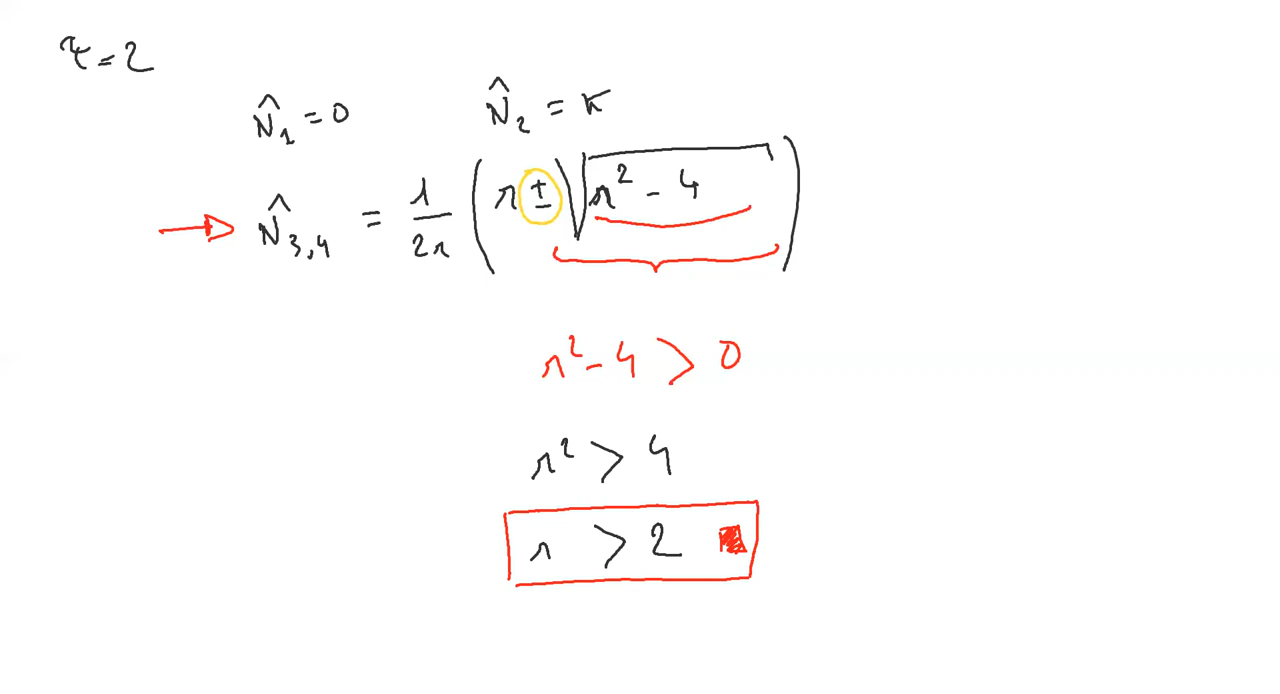 τ = 2
N̂₁ = 0    N̂₂ = K
N̂₃,₄ = 1/(2r) ( r ± √(r² - 4) )
r² - 4 > 0
r² > 4
r > 2